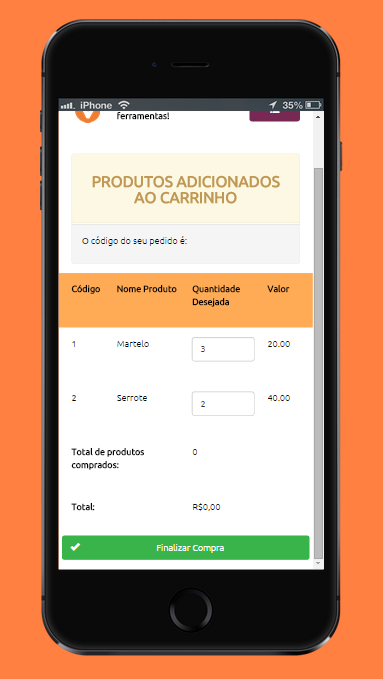 iPhone 35%
ferramentas!
PRODUTOS ADICIONADOS
AO CARRINHO
O código do seu pedido é:
Código Nome Produto Quantidade Desejada Valor
1 Martelo 3 20.00
2 Serrote 2 40.00
Total de produtos comprados: 0
Total: R$0,00
Finalizar Compra